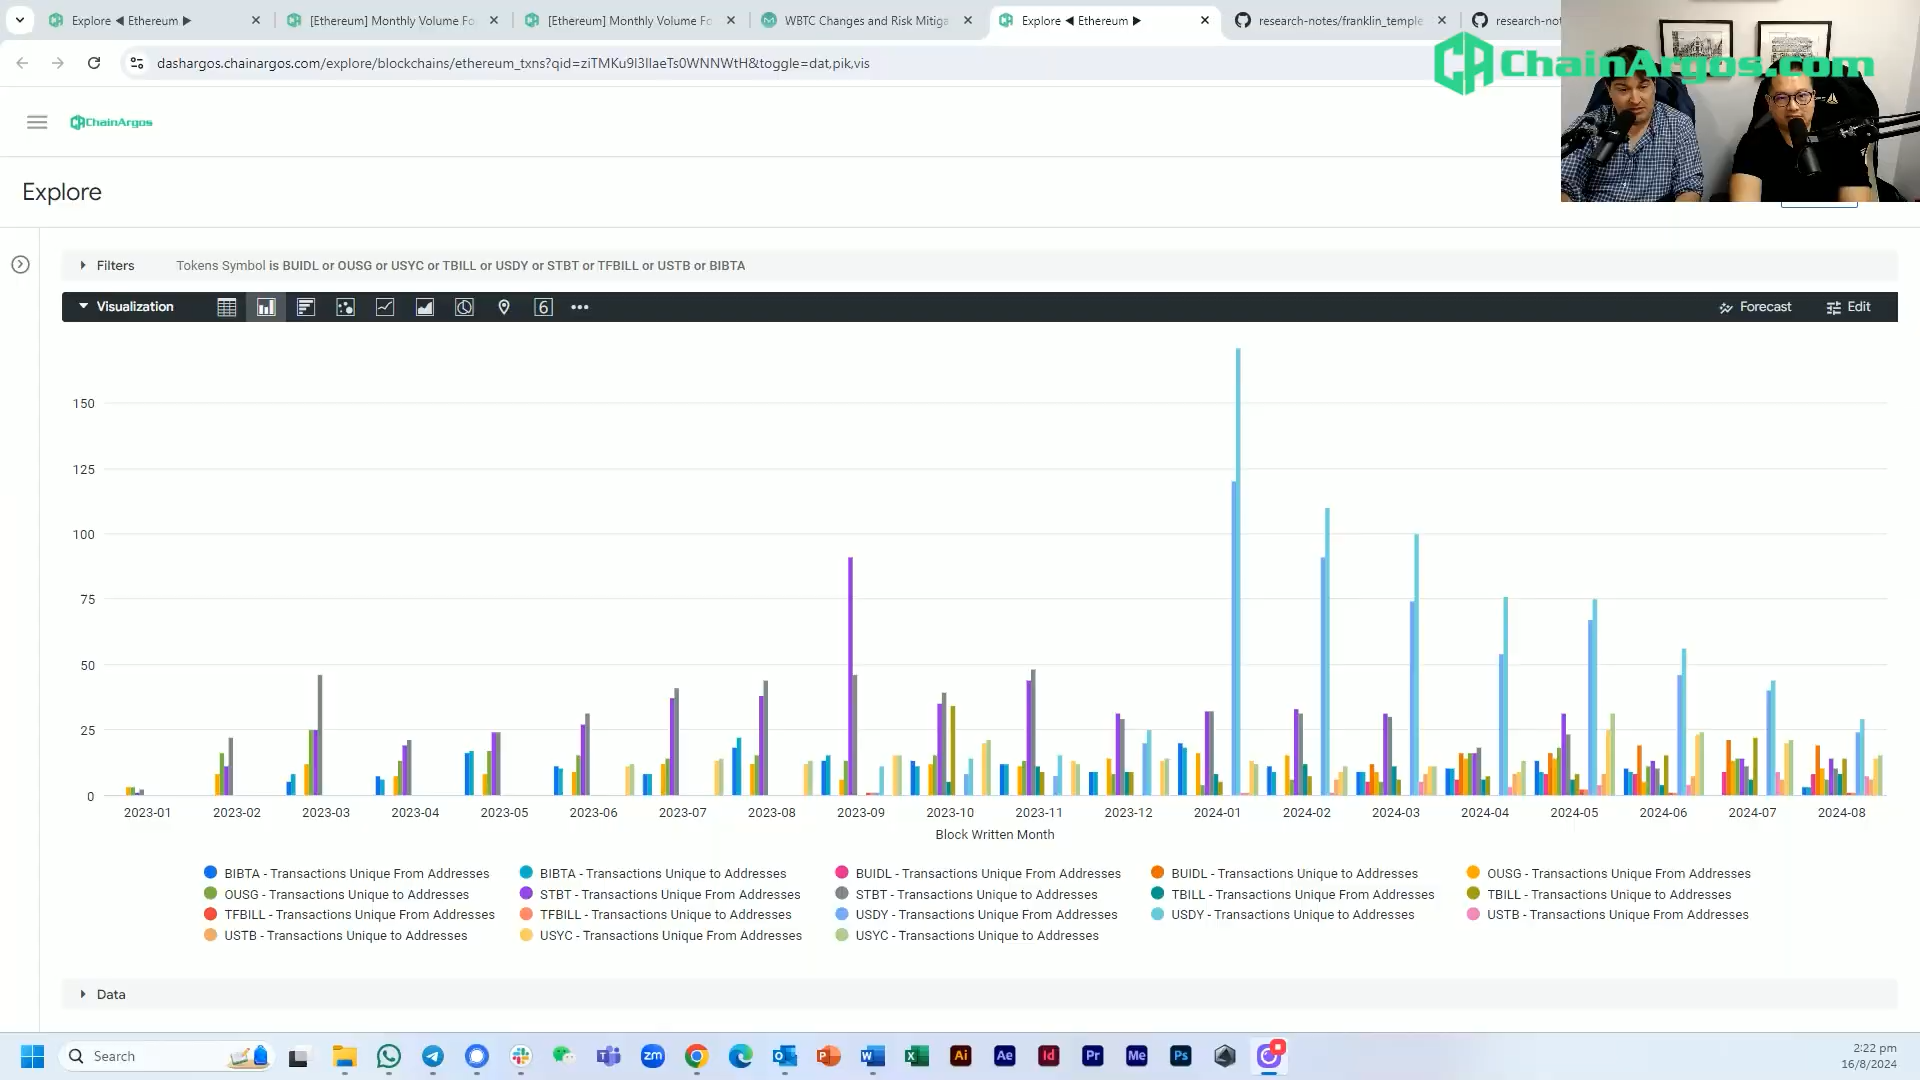 Explore ◀ Ethereum ▶
[Ethereum] Monthly Volume Fo
[Ethereum] Monthly Volume Fo
WBTC Changes and Risk Mitiga
Explore ◀ Ethereum ▶
research-notes/franklin_temple
research-not
dashargos.chainargos.com/explore/blockchains/ethereum_txns?qid=ziTMKu9I3IlaeTs0WNNWtH&toggle=dat,pik,vis
ChainArgos.com
ChainArgos
Explore
Filters
Tokens Symbol is BUIDL or OUSG or USYC or TBILL or USDY or STBT or TFBILL or USTB or BIBTA
Visualization
6
Forecast
Edit
150
125
100
75
50
25
0
2023-01 2023-02 2023-03 2023-04 2023-05 2023-06 2023-07 2023-08 2023-09 2023-10 2023-11 2023-12 2024-01 2024-02 2024-03 2024-04 2024-05 2024-06 2024-07 2024-08
Block Written Month
BIBTA - Transactions Unique From Addresses
BIBTA - Transactions Unique to Addresses
BUIDL - Transactions Unique From Addresses
BUIDL - Transactions Unique to Addresses
OUSG - Transactions Unique From Addresses
OUSG - Transactions Unique to Addresses
STBT - Transactions Unique From Addresses
STBT - Transactions Unique to Addresses
TBILL - Transactions Unique From Addresses
TBILL - Transactions Unique to Addresses
TFBILL - Transactions Unique From Addresses
TFBILL - Transactions Unique to Addresses
USDY - Transactions Unique From Addresses
USDY - Transactions Unique to Addresses
USTB - Transactions Unique From Addresses
USTB - Transactions Unique to Addresses
USYC - Transactions Unique From Addresses
USYC - Transactions Unique to Addresses
Data
Search
zm
Ai
Ae
Id
Pr
Me
Ps
2:22 pm
16/8/2024